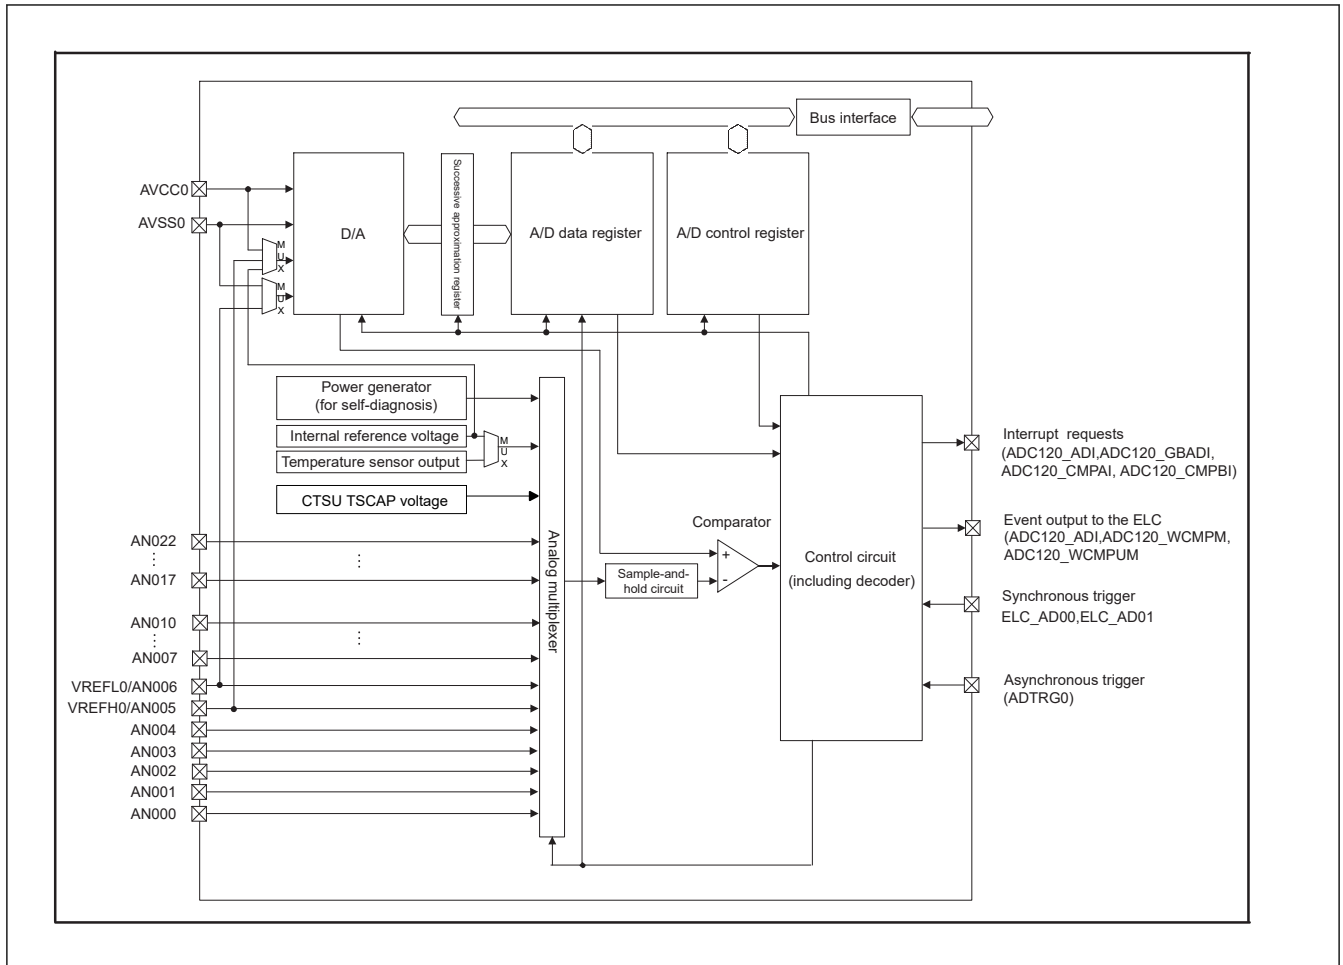 Bus interface
AVCC0
AVSS0
D/A
Successive approximation register
A/D data register
A/D control register
M
U
X
M
U
X
Power generator
(for self-diagnosis)
Internal reference voltage
Temperature sensor output
M
U
X
CTSU TSCAP voltage
Analog multiplexer
Comparator
+
-
Sample-and-
hold circuit
Control circuit
(including decoder)
Interrupt requests
(ADC120_ADI,ADC120_GBADI,
ADC120_CMPAI, ADC120_CMPBI)
Event output to the ELC
(ADC120_ADI,ADC120_WCMPM,
ADC120_WCMPUM
Synchronous trigger
ELC_AD00,ELC_AD01
Asynchronous trigger
(ADTRG0)
AN022
AN017
AN010
AN007
VREFL0/AN006
VREFH0/AN005
AN004
AN003
AN002
AN001
AN000